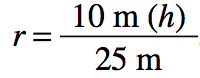 r = 10 m (h)
25 m